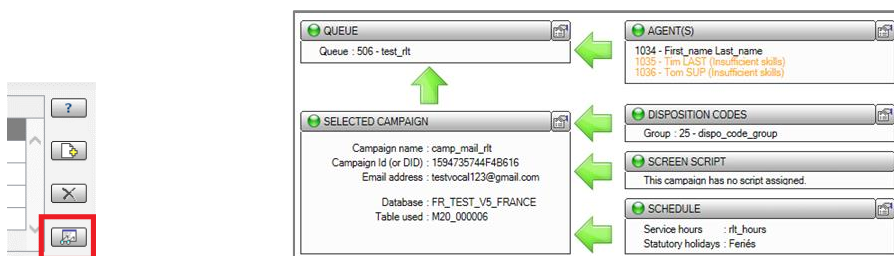 ?
QUEUE
Queue : 506 - test_rlt
AGENT(S)
1034 - First_name Last_name
1035 - Tim LAST (Insufficient skills)
1036 - Tom SUP (Insufficient skills)
SELECTED CAMPAIGN
Campaign name : camp_mail_rlt
Campaign Id (or DID) : 1594735744F4B616
Email address : testvocal123@gmail.com
Database : FR_TEST_V5_FRANCE
Table used : M20_000006
DISPOSITION CODES
Group : 25 - dispo_code_group
SCREEN SCRIPT
This campaign has no script assigned.
SCHEDULE
Service hours : rlt_hours
Statutory holidays : Feriés